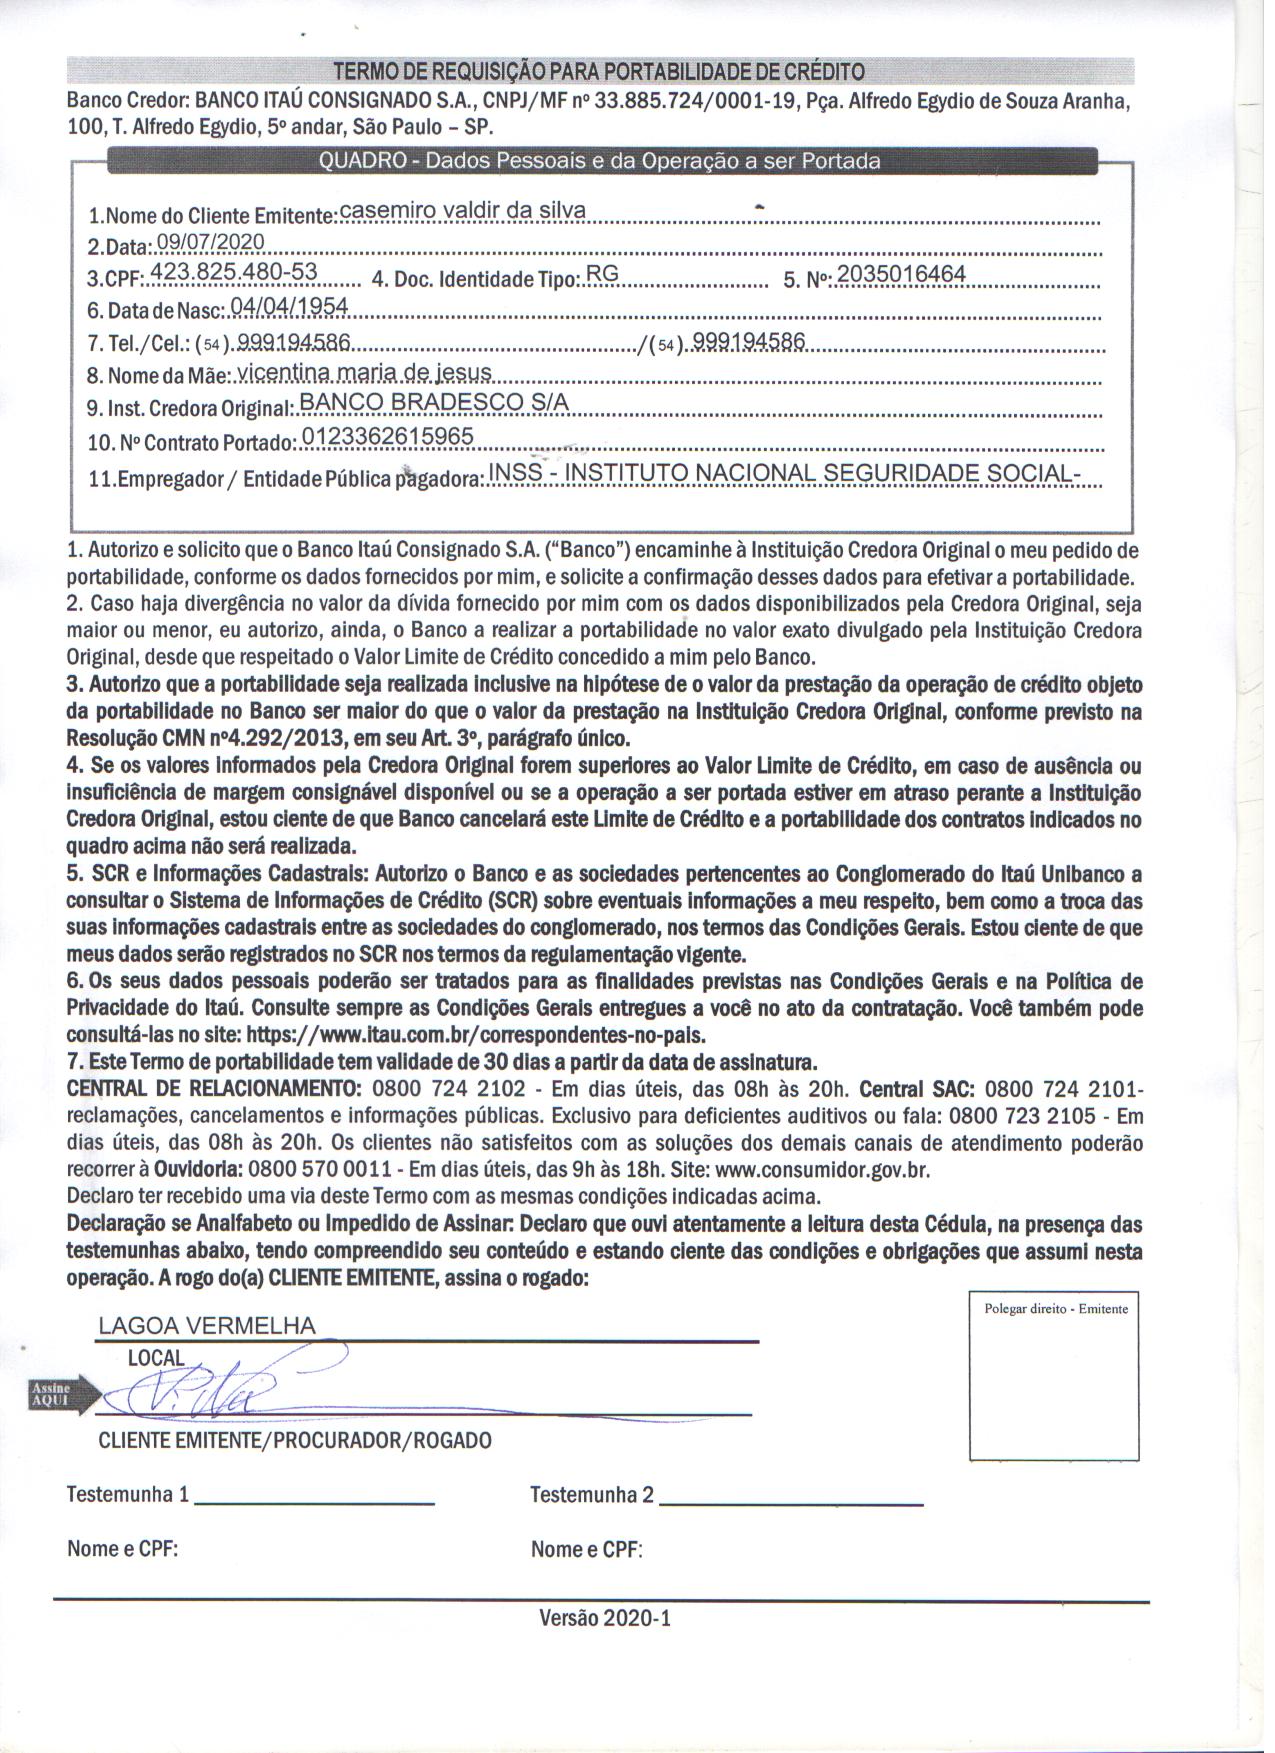 TERMO DE REQUISIÇÃO PARA PORTABILIDADE DE CRÉDITO
Banco Credor: BANCO ITAÚ CONSIGNADO S.A., CNPJ/MF nº 33.885.724/0001-19, Pça. Alfredo Egydio de Souza Aranha,
100, T. Alfredo Egydio, 5º andar, São Paulo – SP.
QUADRO - Dados Pessoais e da Operação a ser Portada
1.Nome do Cliente Emitente: casemiro valdir da silva
2.Data: 09/07/2020
3.CPF: 423.825.480-53 4. Doc. Identidade Tipo: RG 5. Nº: 2035016464
6. Data de Nasc: 04/04/1954
7. Tel./Cel.: (54) 999194586 /(54) 999194586
8. Nome da Mãe: vicentina maria de jesus
9. Inst. Credora Original: BANCO BRADESCO S/A
10. Nº Contrato Portado: 0123362615965
11.Empregador / Entidade Pública pagadora: INSS - INSTITUTO NACIONAL SEGURIDADE SOCIAL-
1. Autorizo e solicito que o Banco Itaú Consignado S.A. (“Banco”) encaminhe à Instituição Credora Original o meu pedido de
portabilidade, conforme os dados fornecidos por mim, e solicite a confirmação desses dados para efetivar a portabilidade.
2. Caso haja divergência no valor da dívida fornecido por mim com os dados disponibilizados pela Credora Original, seja
maior ou menor, eu autorizo, ainda, o Banco a realizar a portabilidade no valor exato divulgado pela Instituição Credora
Original, desde que respeitado o Valor Limite de Crédito concedido a mim pelo Banco.
3. Autorizo que a portabilidade seja realizada inclusive na hipótese de o valor da prestação da operação de crédito objeto
da portabilidade no Banco ser maior do que o valor da prestação na Instituição Credora Original, conforme previsto na
Resolução CMN nº4.292/2013, em seu Art. 3º, parágrafo único.
4. Se os valores informados pela Credora Original forem superiores ao Valor Limite de Crédito, em caso de ausência ou
insuficiência de margem consignável disponível ou se a operação a ser portada estiver em atraso perante a Instituição
Credora Original, estou ciente de que Banco cancelará este Limite de Crédito e a portabilidade dos contratos indicados no
quadro acima não será realizada.
5. SCR e Informações Cadastrais: Autorizo o Banco e as sociedades pertencentes ao Conglomerado do Itaú Unibanco a
consultar o Sistema de Informações de Crédito (SCR) sobre eventuais informações a meu respeito, bem como a troca das
suas informações cadastrais entre as sociedades do conglomerado, nos termos das Condições Gerais. Estou ciente de que
meus dados serão registrados no SCR nos termos da regulamentação vigente.
6. Os seus dados pessoais poderão ser tratados para as finalidades previstas nas Condições Gerais e na Política de
Privacidade do Itaú. Consulte sempre as Condições Gerais entregues a você no ato da contratação. Você também pode
consultá-las no site: https://www.itau.com.br/correspondentes-no-pais.
7. Este Termo de portabilidade tem validade de 30 dias a partir da data de assinatura.
CENTRAL DE RELACIONAMENTO: 0800 724 2102 - Em dias úteis, das 08h às 20h. Central SAC: 0800 724 2101-
reclamações, cancelamentos e informações públicas. Exclusivo para deficientes auditivos ou fala: 0800 723 2105 - Em
dias úteis, das 08h às 20h. Os clientes não satisfeitos com as soluções dos demais canais de atendimento poderão
recorrer à Ouvidoria: 0800 570 0011 - Em dias úteis, das 9h às 18h. Site: www.consumidor.gov.br.
Declaro ter recebido uma via deste Termo com as mesmas condições indicadas acima.
Declaração se Analfabeto ou Impedido de Assinar: Declaro que ouvi atentamente a leitura desta Cédula, na presença das
testemunhas abaixo, tendo compreendido seu conteúdo e estando ciente das condições e obrigações que assumi nesta
operação. A rogo do(a) CLIENTE EMITENTE, assina o rogado:
Polegar direito - Emitente
LAGOA VERMELHA
LOCAL
Assine
AQUI
CLIENTE EMITENTE/PROCURADOR/ROGADO
Testemunha 1 Testemunha 2
Nome e CPF: Nome e CPF:
Versão 2020-1